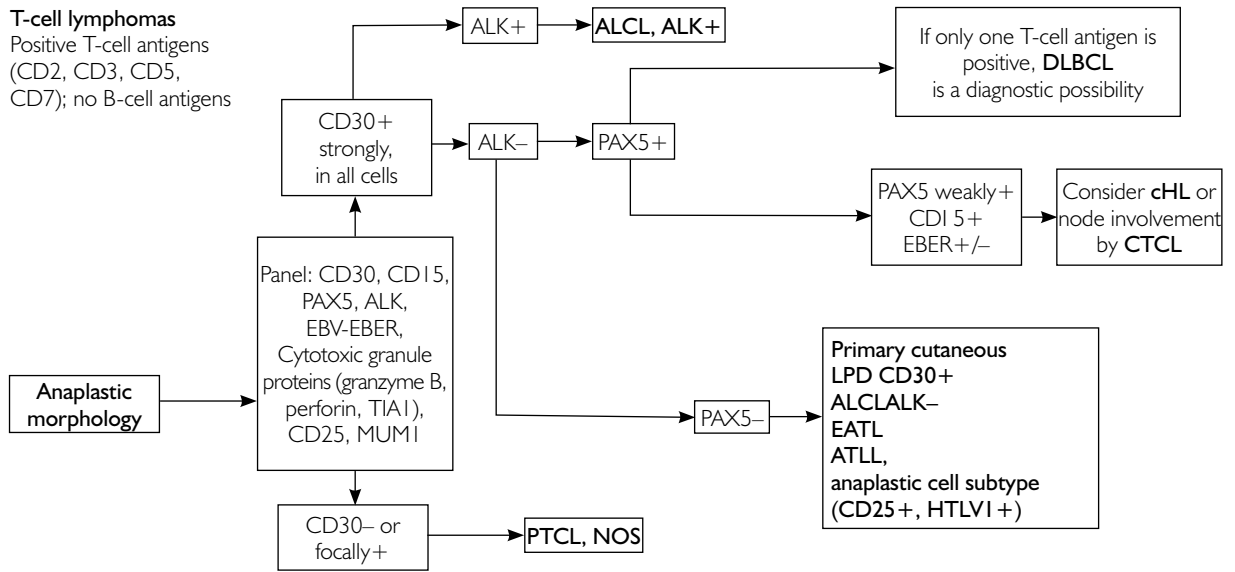 T-cell lymphomas
Positive T-cell antigens
(CD2, CD3, CD5,
CD7); no B-cell antigens
ALK+
ALCL, ALK+
If only one T-cell antigen is
positive, DLBCL
is a diagnostic possibility
CD30+
strongly,
in all cells
ALK–
PAX5+
PAX5 weakly+
CD15+
EBER+/–
Consider cHL or
node involvement
by CTCL
Panel: CD30, CD15,
PAX5, ALK,
EBV-EBER,
Cytotoxic granule
proteins (granzyme B,
perforin, TIA1),
CD25, MUM1
Anaplastic
morphology
PAX5–
Primary cutaneous
LPD CD30+
ALCLALK–
EATL
ATLL,
anaplastic cell subtype
(CD25+, HTLV1+)
CD30– or
focally+
PTCL, NOS